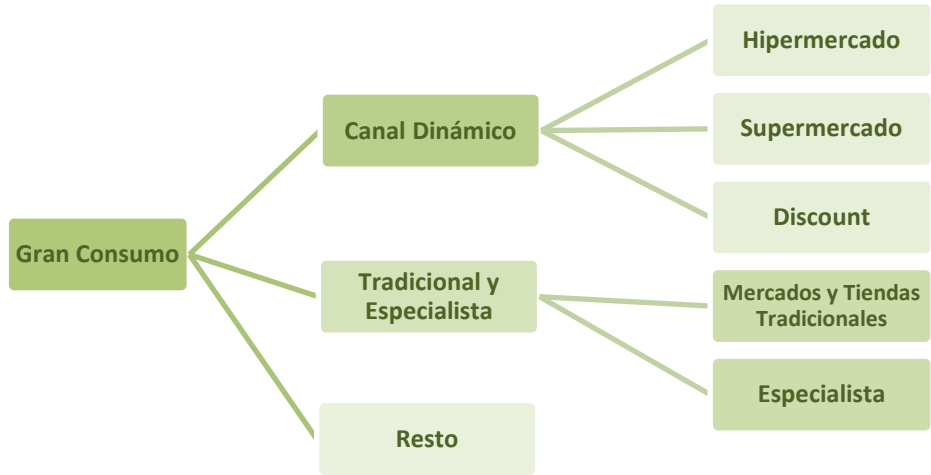 Gran Consumo
Canal Dinámico
Hipermercado
Supermercado
Discount
Tradicional y
Especialista
Mercados y Tiendas
Tradicionales
Especialista
Resto